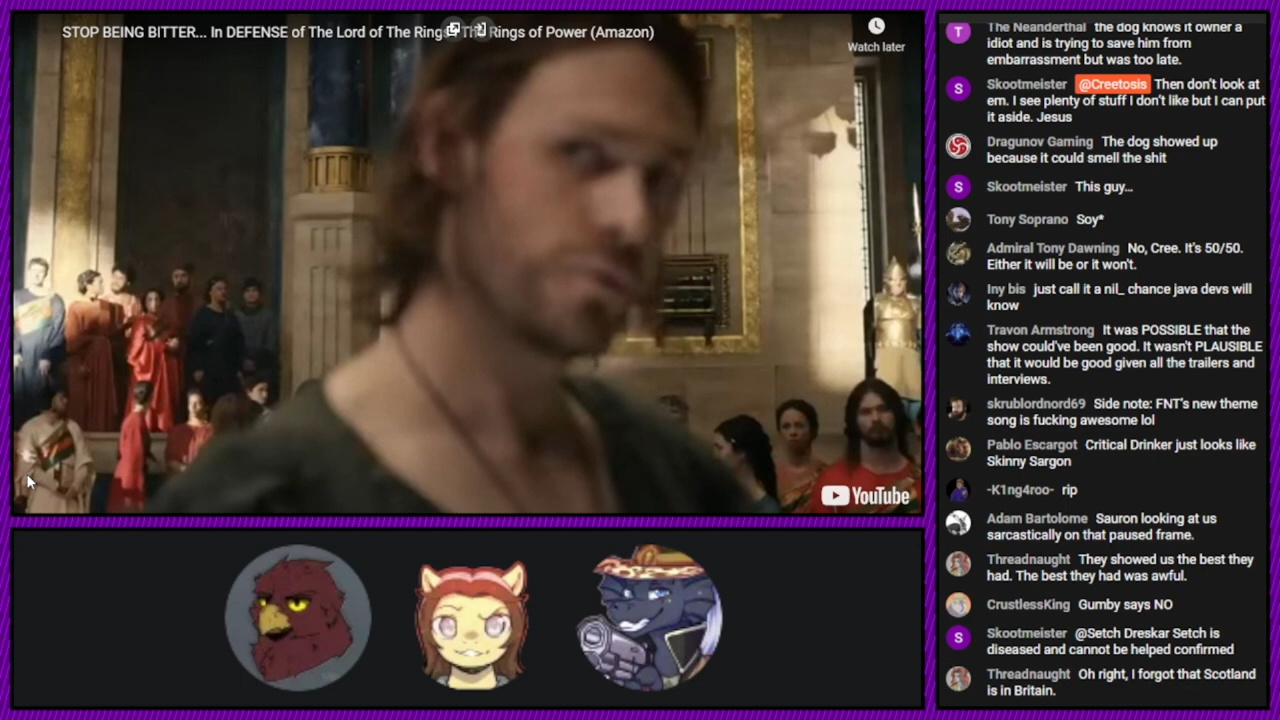 STOP BEING BITTER... In DEFENSE of The Lord of The Rings: The Rings of Power (Amazon)
Watch later
YouTube
T The Neanderthal the dog knows it owner a
idiot and is trying to save him from
embarrassment but was too late.
S Skootmeister @Creetosis Then don't look at
em. I see plenty of stuff I don't like but I can put
it aside. Jesus
Dragunov Gaming The dog showed up
because it could smell the shit
S Skootmeister This guy...
Tony Soprano Soy*
Admiral Tony Dawning No, Cree. It's 50/50.
Either it will be or it won't.
Iny bis just call it a nil_ chance java devs will
know
Travon Armstrong It was POSSIBLE that the
show could've been good. It wasn't PLAUSIBLE
that it would be good given all the trailers and
interviews.
skrublordnord69 Side note: FNT's new theme
song is fucking awesome lol
Pablo Escargot Critical Drinker just looks like
Skinny Sargon
-K1ng4roo- rip
Adam Bartolome Sauron looking at us
sarcastically on that paused frame.
Threadnaught They showed us the best they
had. The best they had was awful.
CrustlessKing Gumby says NO
S Skootmeister @Setch Dreskar Setch is
diseased and cannot be helped confirmed
Threadnaught Oh right, I forgot that Scotland
is in Britain.